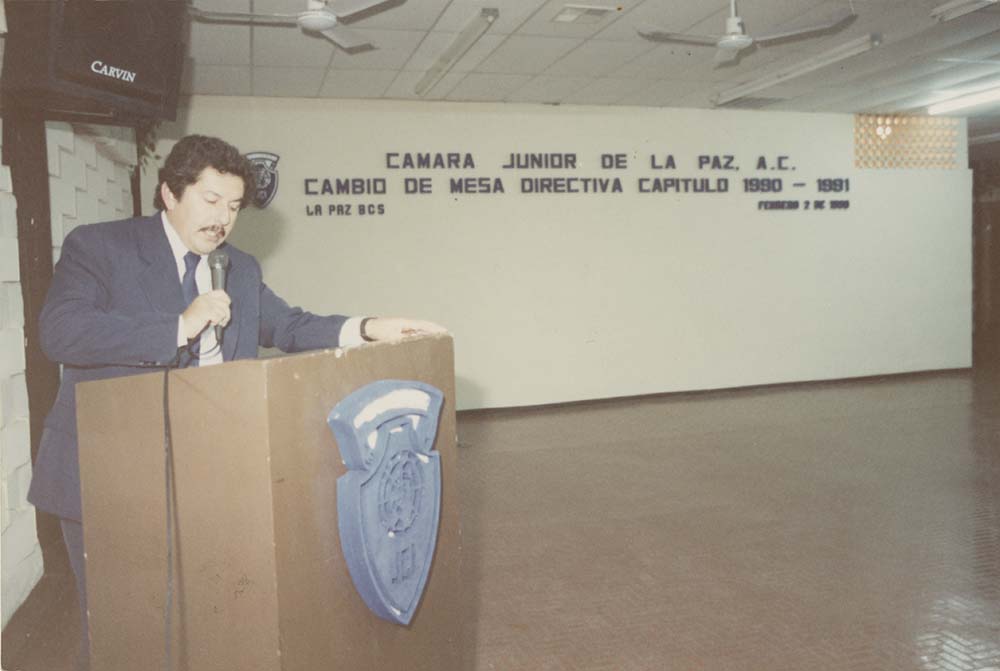 CARVIN
CAMARA JUNIOR DE LA PAZ, A.C.
CAMBIO DE MESA DIRECTIVA CAPITULO 1990 - 1991
LA PAZ BCS
FEBRERO 2 DE 1990